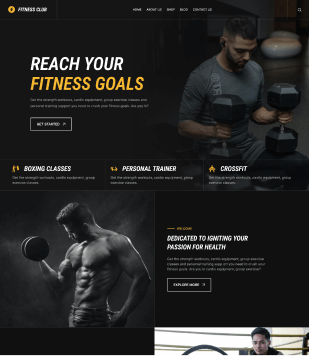 FITNESS CLUB
HOME ABOUT US SHOP BLOG CONTACT US
REACH YOUR
FITNESS GOALS
Get the strength workouts, cardio equipment, group exercise classes and
personal training support you need to crush your fitness goals. Are you in?
GET STARTED
BOXING CLASSES
Get the strength workouts, cardio equipment, group
exercise classes.
PERSONAL TRAINER
Get the strength workouts, cardio equipment, group
exercise classes.
CROSSFIT
Get the strength workouts, cardio equipment, group
exercise classes.
DEDICATED TO IGNITING YOUR
PASSION FOR HEALTH
Get the strength workouts, cardio equipment, group exercise
classes and personal training support you need to crush your
fitness goals. Are you in cardio equipment, group exercise?
EXPLORE MORE